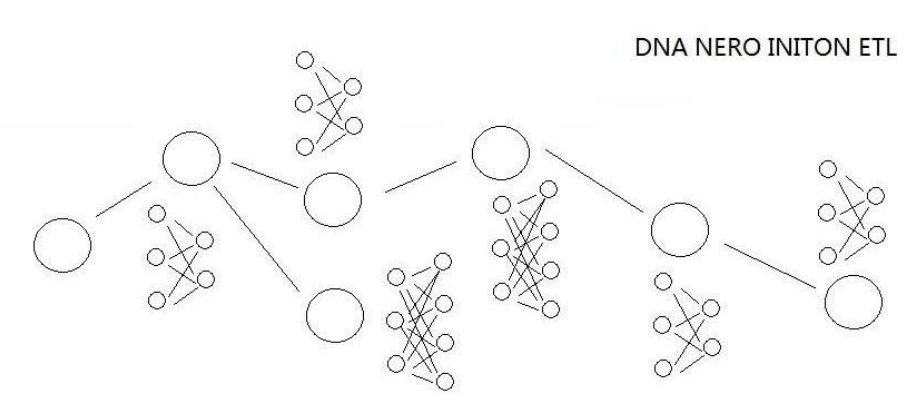 DNA NERO INITON ETL